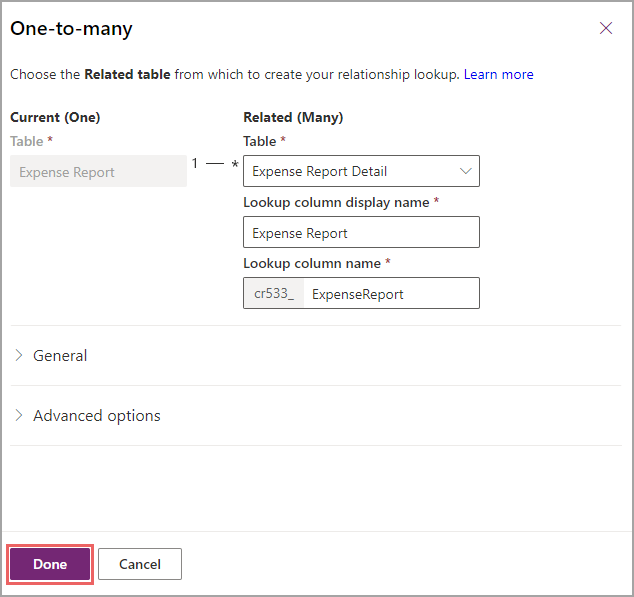 One-to-many
Choose the Related table from which to create your relationship lookup. Learn more
Current (One)
Table *
Expense Report
1 — *
Related (Many)
Table *
Expense Report Detail
Lookup column display name *
Expense Report
Lookup column name *
cr533_ ExpenseReport
General
Advanced options
Done Cancel